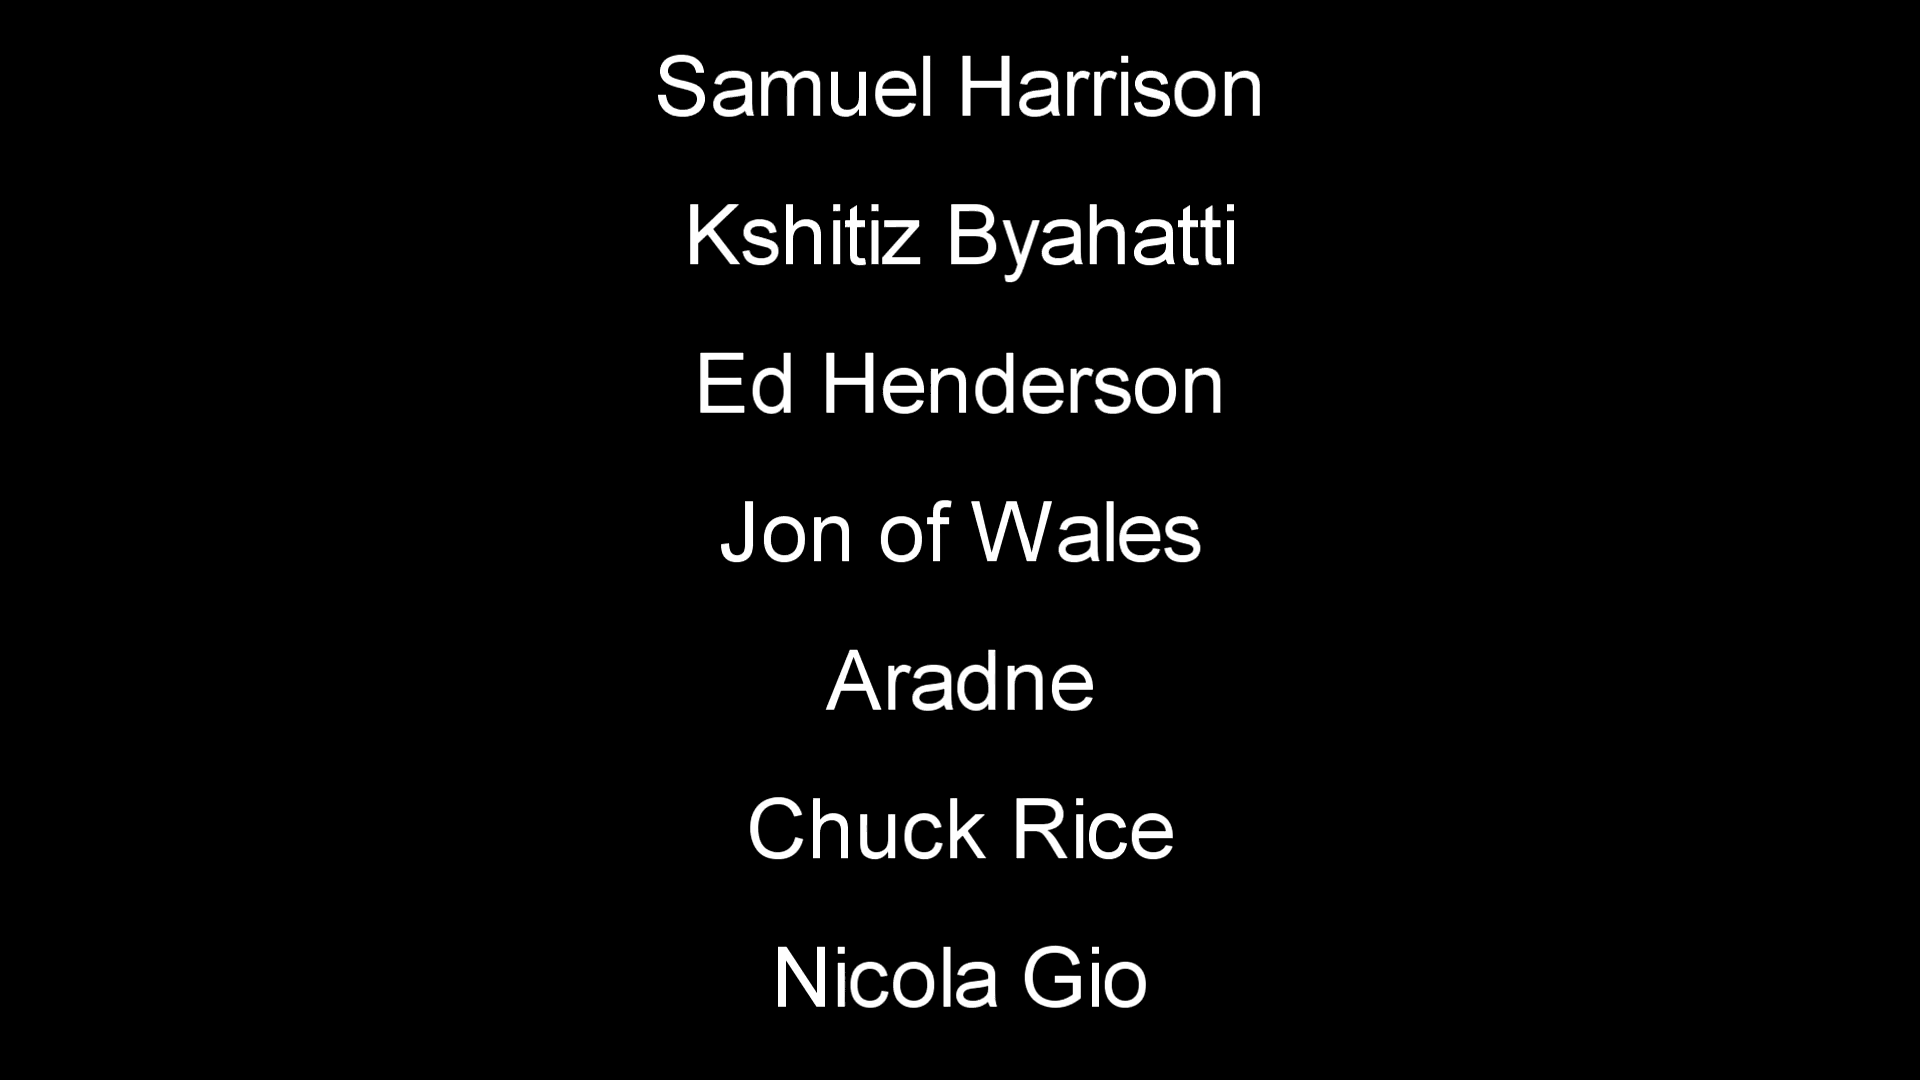 Samuel Harrison
Kshitiz Byahatti
Ed Henderson
Jon of Wales
Aradne
Chuck Rice
Nicola Gio